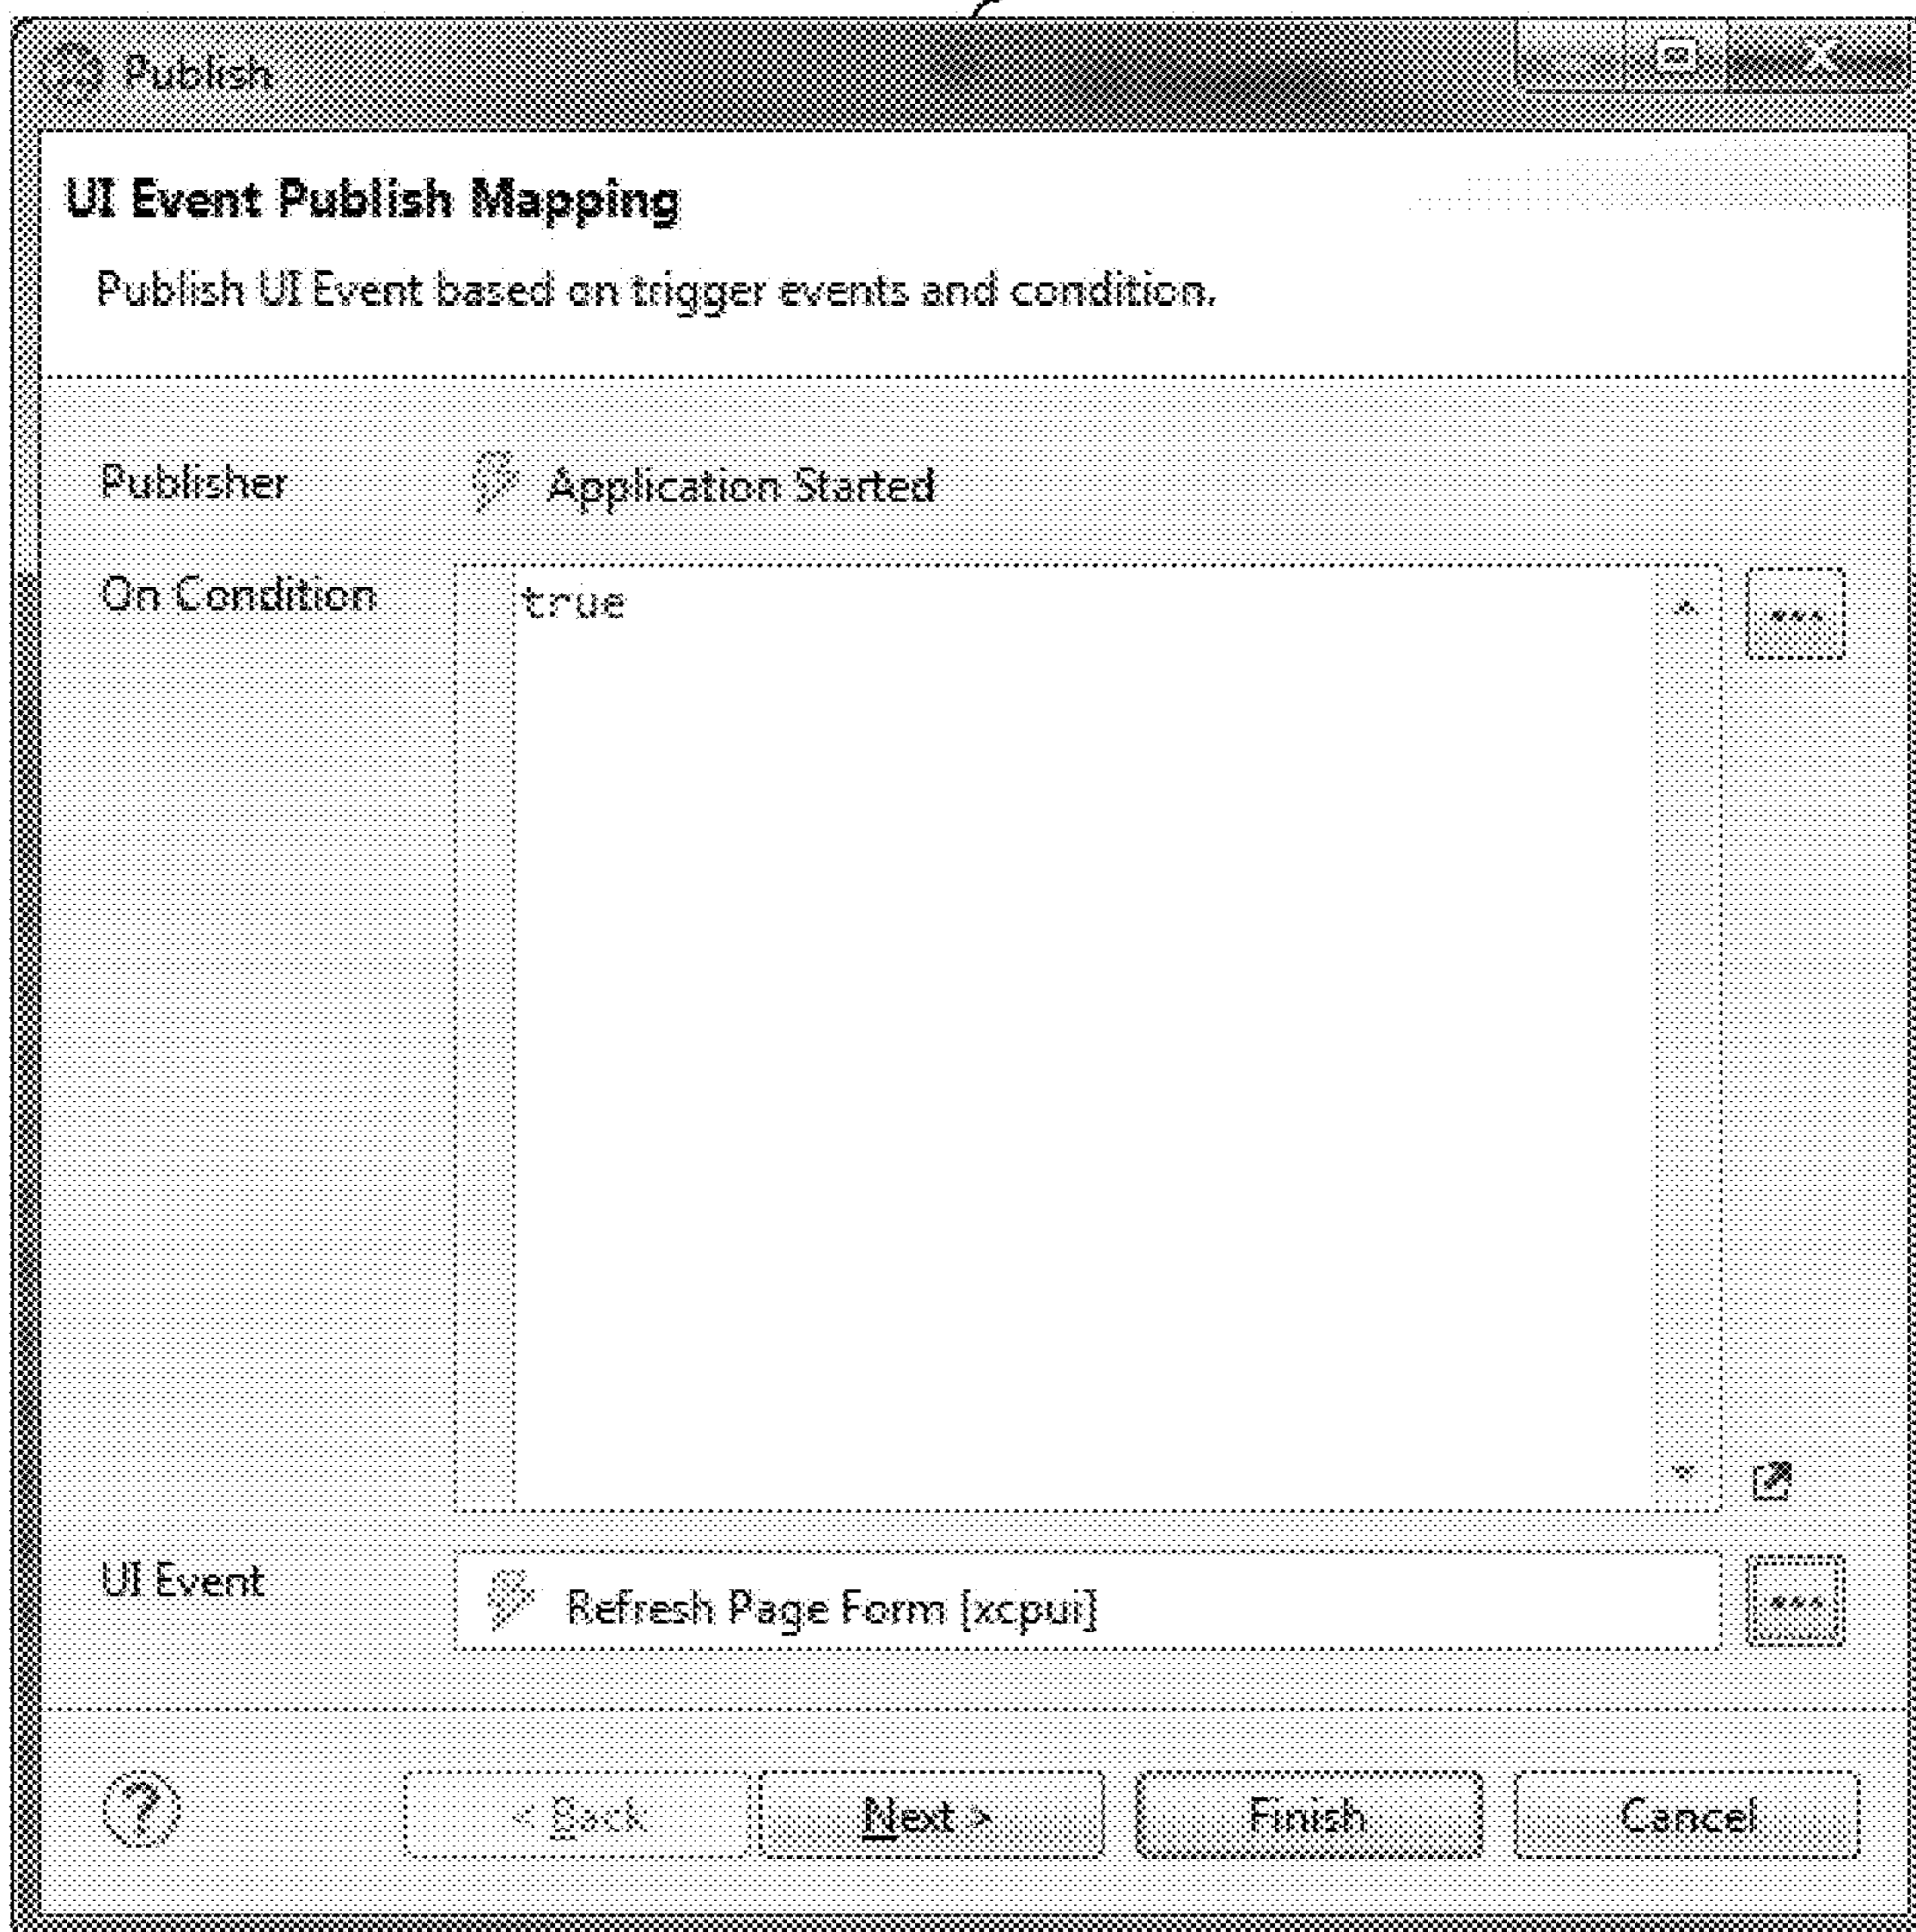 Publish
UI Event Publish Mapping
Publish UI Event based on trigger events and condition.
Publisher
Application Started
On Condition
true
...
UI Event
Refresh Page Form [xcpui]
...
?
< Back
Next >
Finish
Cancel